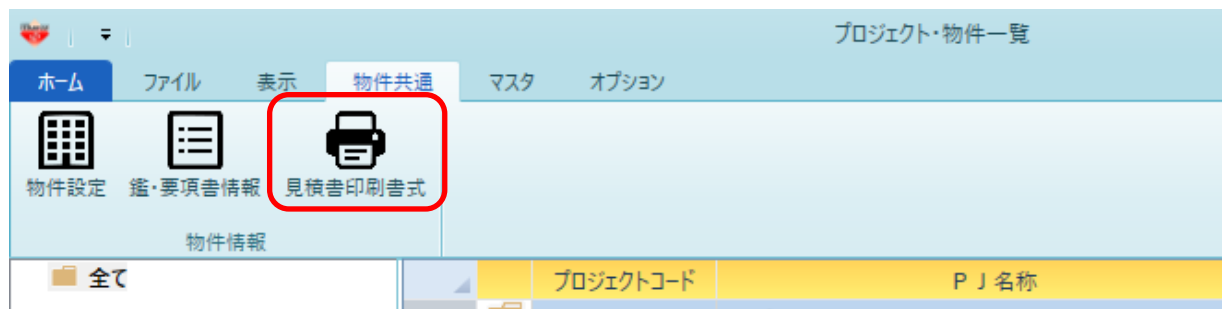 プロジェクト・物件一覧
ホーム ファイル 表示 物件共通 マスタ オプション
物件設定 鑑・要項書情報 見積書印刷書式
物件情報
全て プロジェクトコード ＰＪ名称